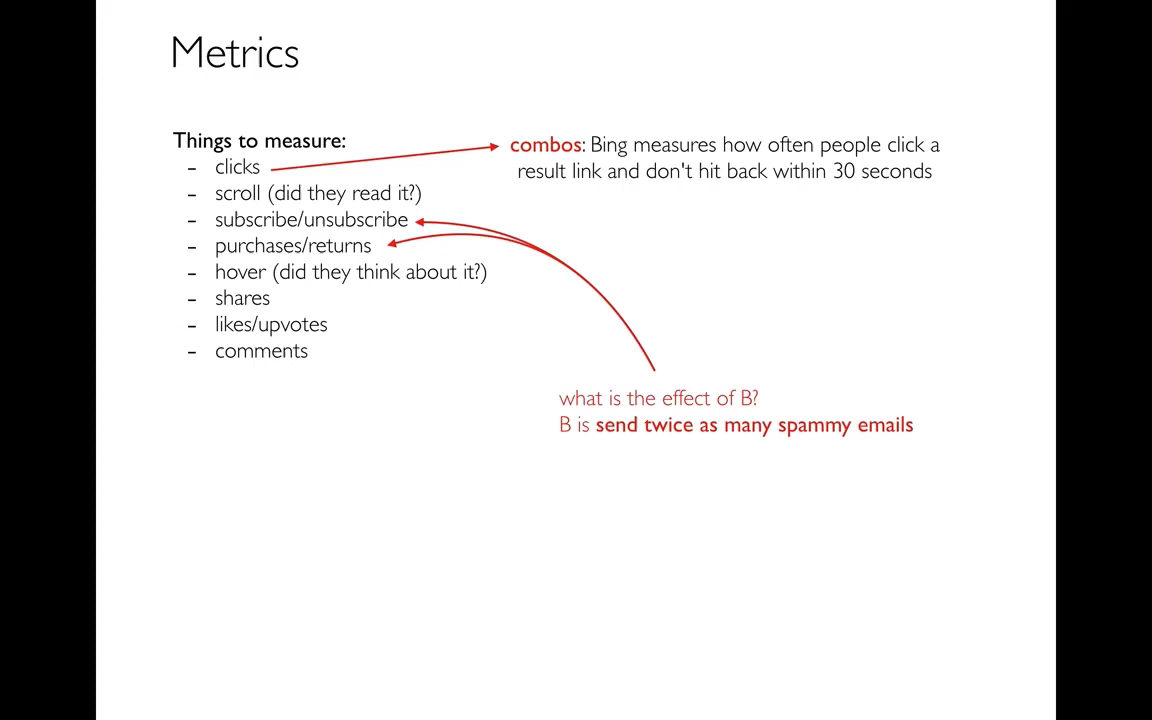 Metrics
Things to measure:
- clicks
- scroll (did they read it?)
- subscribe/unsubscribe
- purchases/returns
- hover (did they think about it?)
- shares
- likes/upvotes
- comments
combos: Bing measures how often people click a
result link and don't hit back within 30 seconds
what is the effect of B?
B is send twice as many spammy emails